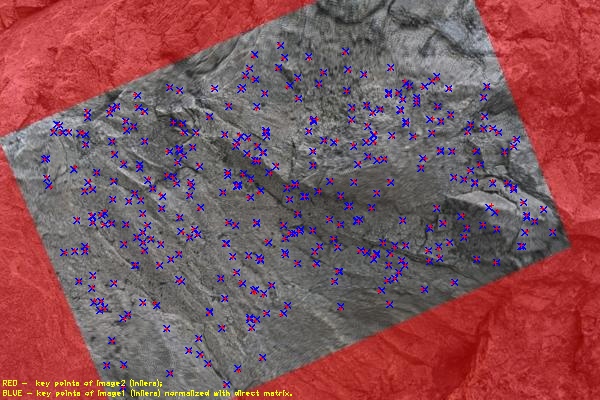 RED - key points of image2 (inliers);
BLUE - key points of image1 (inliers) normalized with direct matrix.